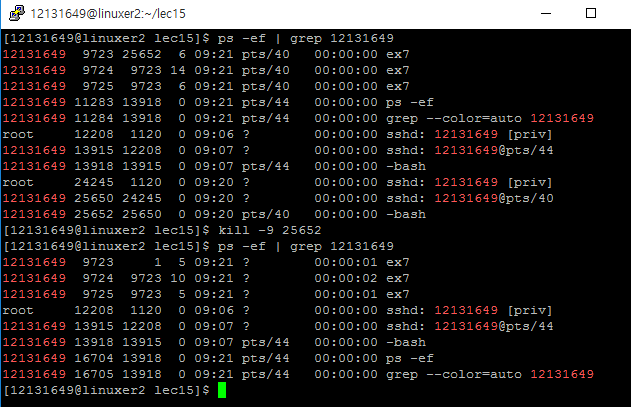 12131649@linuxer2:~/lec15
[12131649@linuxer2 lec15]$ ps -ef | grep 12131649
12131649  9723 25652  6 09:21 pts/40   00:00:00 ex7
12131649  9724  9723 14 09:21 pts/40   00:00:00 ex7
12131649  9725  9723  6 09:21 pts/40   00:00:00 ex7
12131649 11283 13918  0 09:21 pts/44   00:00:00 ps -ef
12131649 11284 13918  0 09:21 pts/44   00:00:00 grep --color=auto 12131649
root     12208  1120  0 09:06 ?        00:00:00 sshd: 12131649 [priv]
12131649 13915 12208  0 09:07 ?        00:00:00 sshd: 12131649@pts/44
12131649 13918 13915  0 09:07 pts/44   00:00:00 -bash
root     24245  1120  0 09:20 ?        00:00:00 sshd: 12131649 [priv]
12131649 25650 24245  0 09:20 ?        00:00:00 sshd: 12131649@pts/40
12131649 25652 25650  0 09:20 pts/40   00:00:00 -bash
[12131649@linuxer2 lec15]$ kill -9 25652
[12131649@linuxer2 lec15]$ ps -ef | grep 12131649
12131649  9723     1  5 09:21 ?        00:00:01 ex7
12131649  9724  9723 10 09:21 ?        00:00:02 ex7
12131649  9725  9723  5 09:21 ?        00:00:01 ex7
root     12208  1120  0 09:06 ?        00:00:00 sshd: 12131649 [priv]
12131649 13915 12208  0 09:07 ?        00:00:00 sshd: 12131649@pts/44
12131649 13918 13915  0 09:07 pts/44   00:00:00 -bash
12131649 16704 13918  0 09:21 pts/44   00:00:00 ps -ef
12131649 16705 13918  0 09:21 pts/44   00:00:00 grep --color=auto 12131649
[12131649@linuxer2 lec15]$